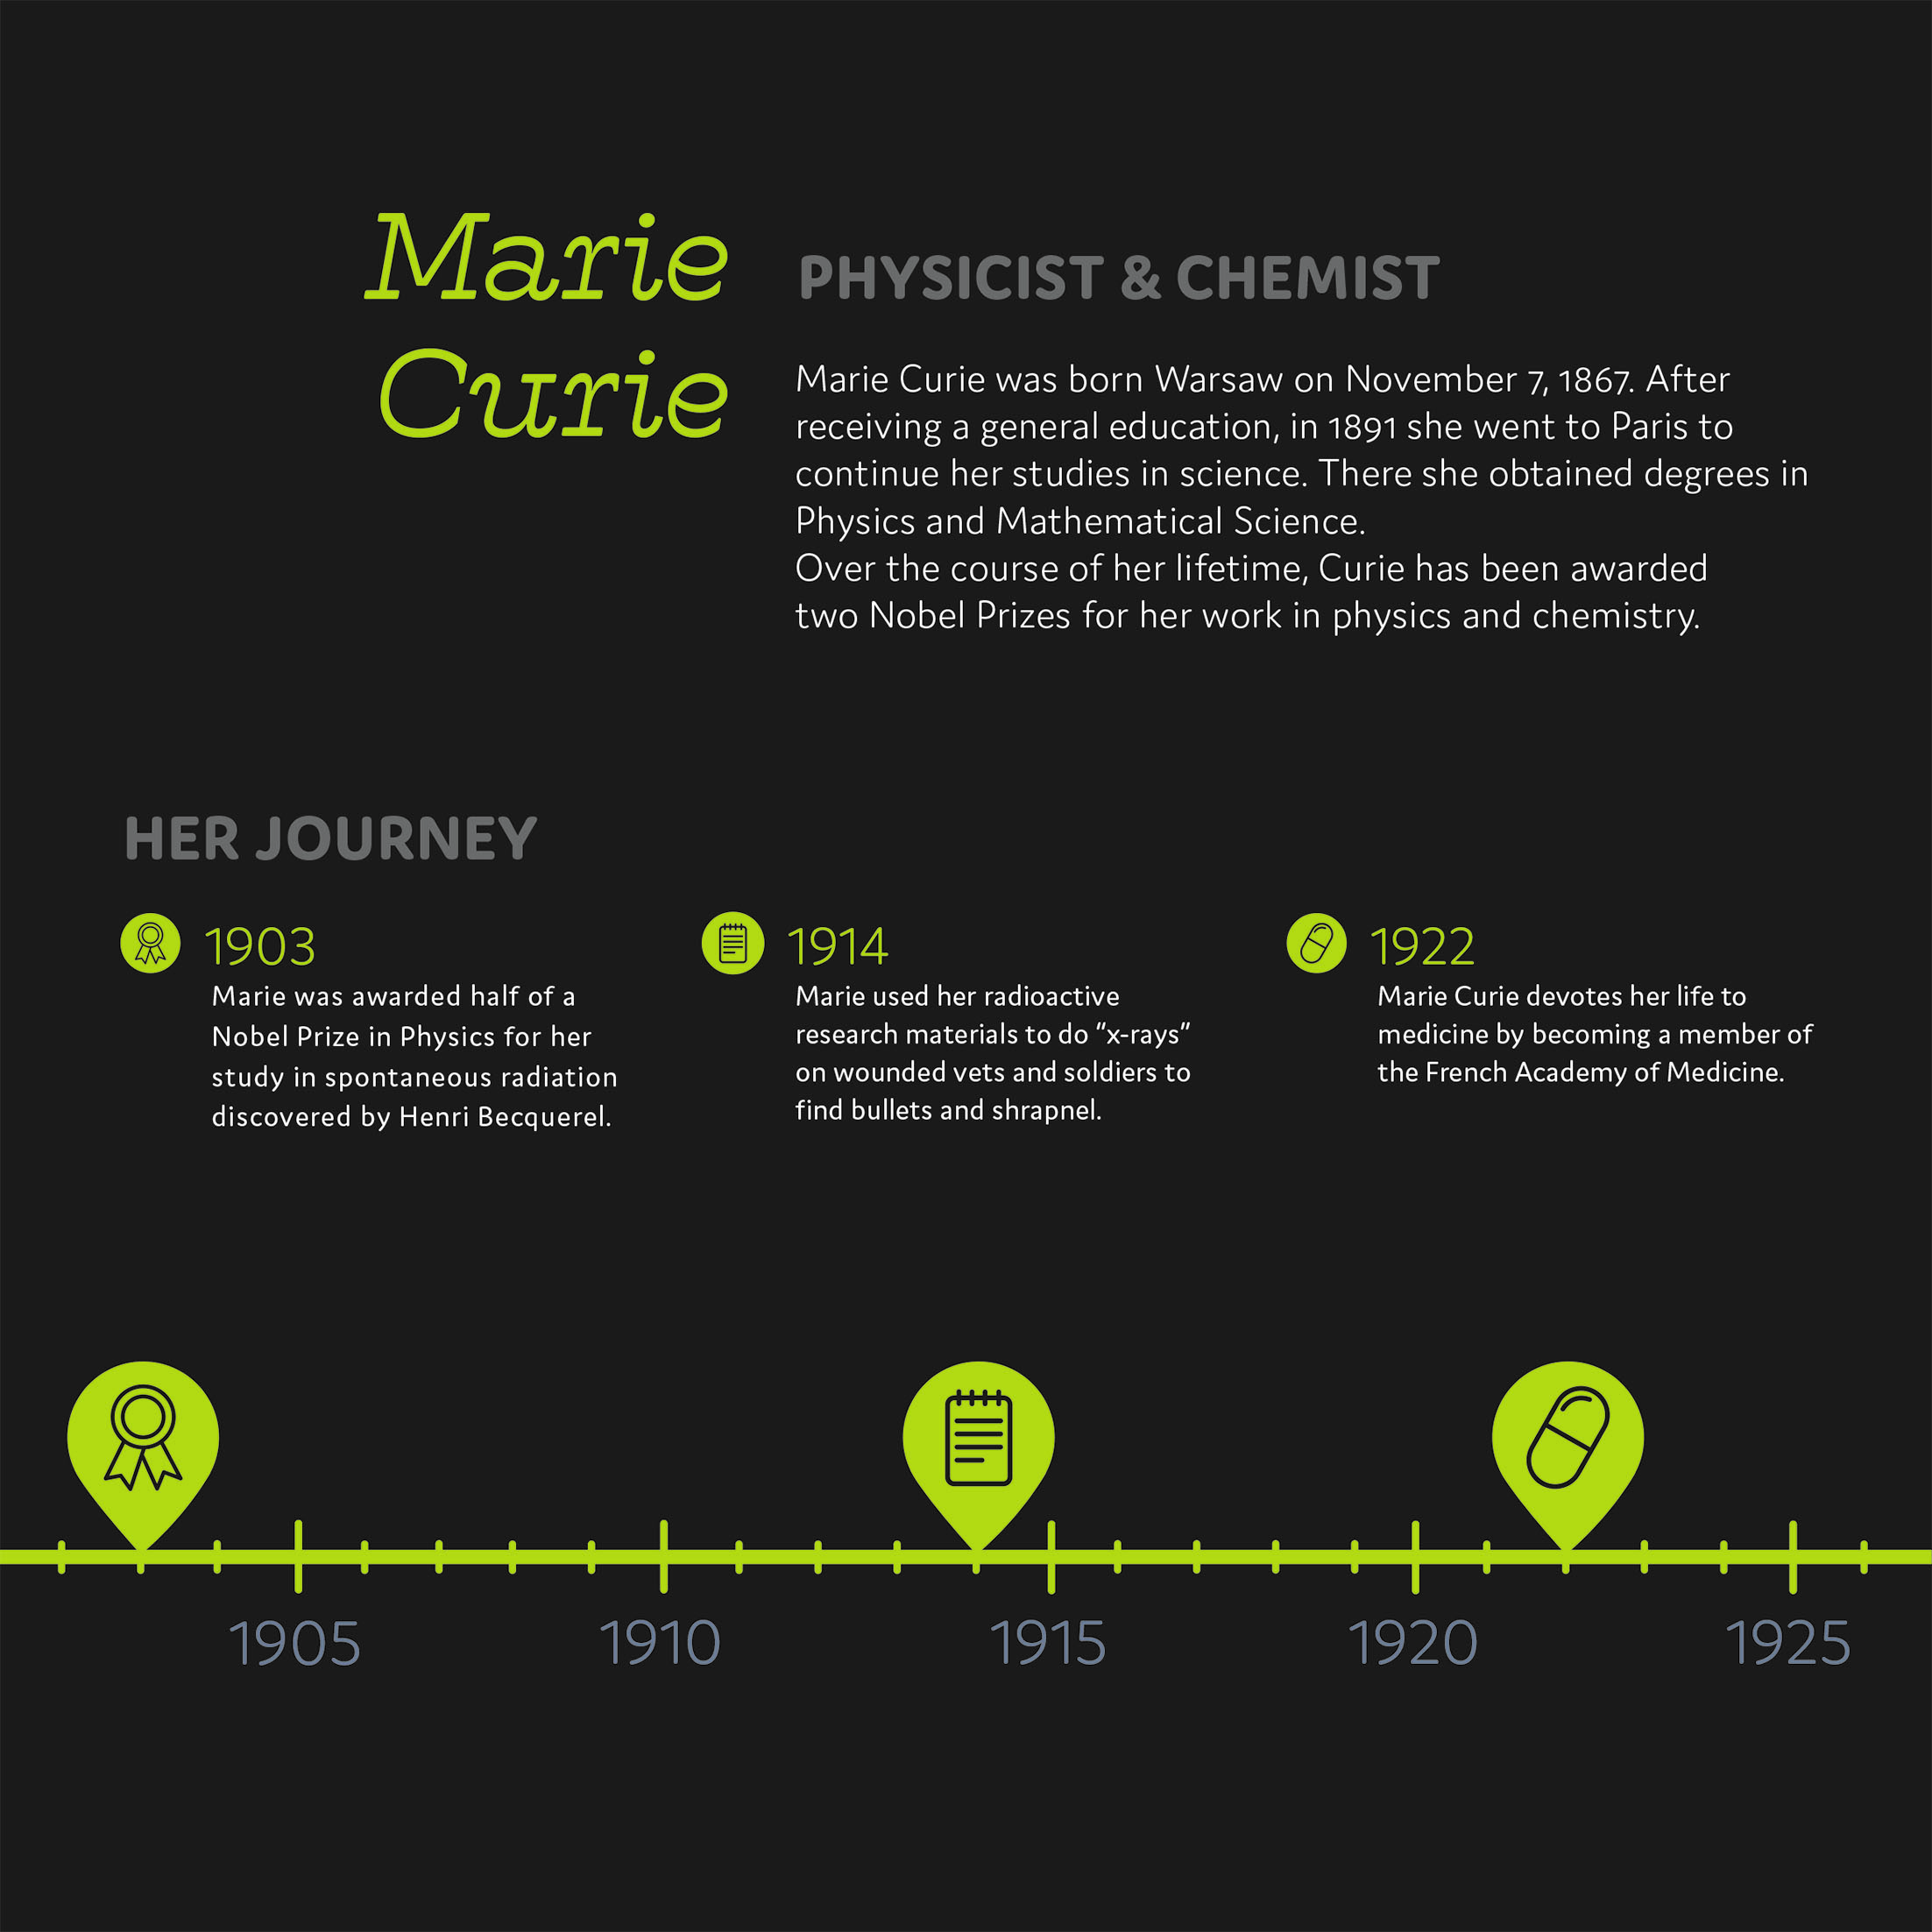 Marie
Curie
PHYSICIST & CHEMIST
Marie Curie was born Warsaw on November 7, 1867. After
receiving a general education, in 1891 she went to Paris to
continue her studies in science. There she obtained degrees in
Physics and Mathematical Science.
Over the course of her lifetime, Curie has been awarded
two Nobel Prizes for her work in physics and chemistry.
HER JOURNEY
1903
Marie was awarded half of a
Nobel Prize in Physics for her
study in spontaneous radiation
discovered by Henri Becquerel.
1914
Marie used her radioactive
research materials to do “x-rays”
on wounded vets and soldiers to
find bullets and shrapnel.
1922
Marie Curie devotes her life to
medicine by becoming a member of
the French Academy of Medicine.
1905
1910
1915
1920
1925